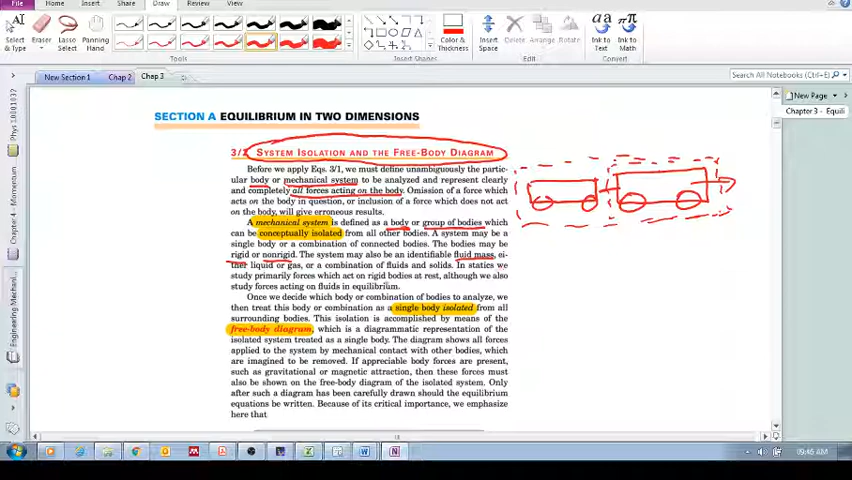 File
Home
Insert
Share
Draw
Review
View
Select & Type
Eraser
Lasso Select
Panning Hand
Color & Thickness
Insert Space
Delete
Arrange
Rotate
Ink to Text
Ink to Math
Tools
Insert Shapes
Edit
Convert
New Section 1
Chap 2
Chap 3
Search All Notebooks (Ctrl+E)
New Page
Chapter 3 - Equili
Chapter 4 - Momentum
Engineering Mechani...
SECTION A EQUILIBRIUM IN TWO DIMENSIONS
SYSTEM ISOLATION AND THE FREE-BODY DIAGRAM
Before we apply Eqs. 3/1, we must define unambiguously the partic-
ular body or mechanical system to be analyzed and represent clearly
and completely all forces acting on the body. Omission of a force which
acts on the body in question, or inclusion of a force which does not act
on the body, will give erroneous results.
A mechanical system is defined as a body or group of bodies which
can be conceptually isolated from all other bodies. A system may be a
single body or a combination of connected bodies. The bodies may be
rigid or nonrigid. The system may also be an identifiable fluid mass, ei-
ther liquid or gas, or a combination of fluids and solids. In statics we
study primarily forces which act on rigid bodies at rest, although we also
study forces acting on fluids in equilibrium.
Once we decide which body or combination of bodies to analyze, we
then treat this body or combination as a single body isolated from all
surrounding bodies. This isolation is accomplished by means of the
free-body diagram, which is a diagrammatic representation of the
isolated system treated as a single body. The diagram shows all forces
applied to the system by mechanical contact with other bodies, which
are imagined to be removed. If appreciable body forces are present,
such as gravitational or magnetic attraction, then these forces must
also be shown on the free-body diagram of the isolated system. Only
after such a diagram has been carefully drawn should the equilibrium
equations be written. Because of its critical importance, we emphasize
here that
09:45 AM